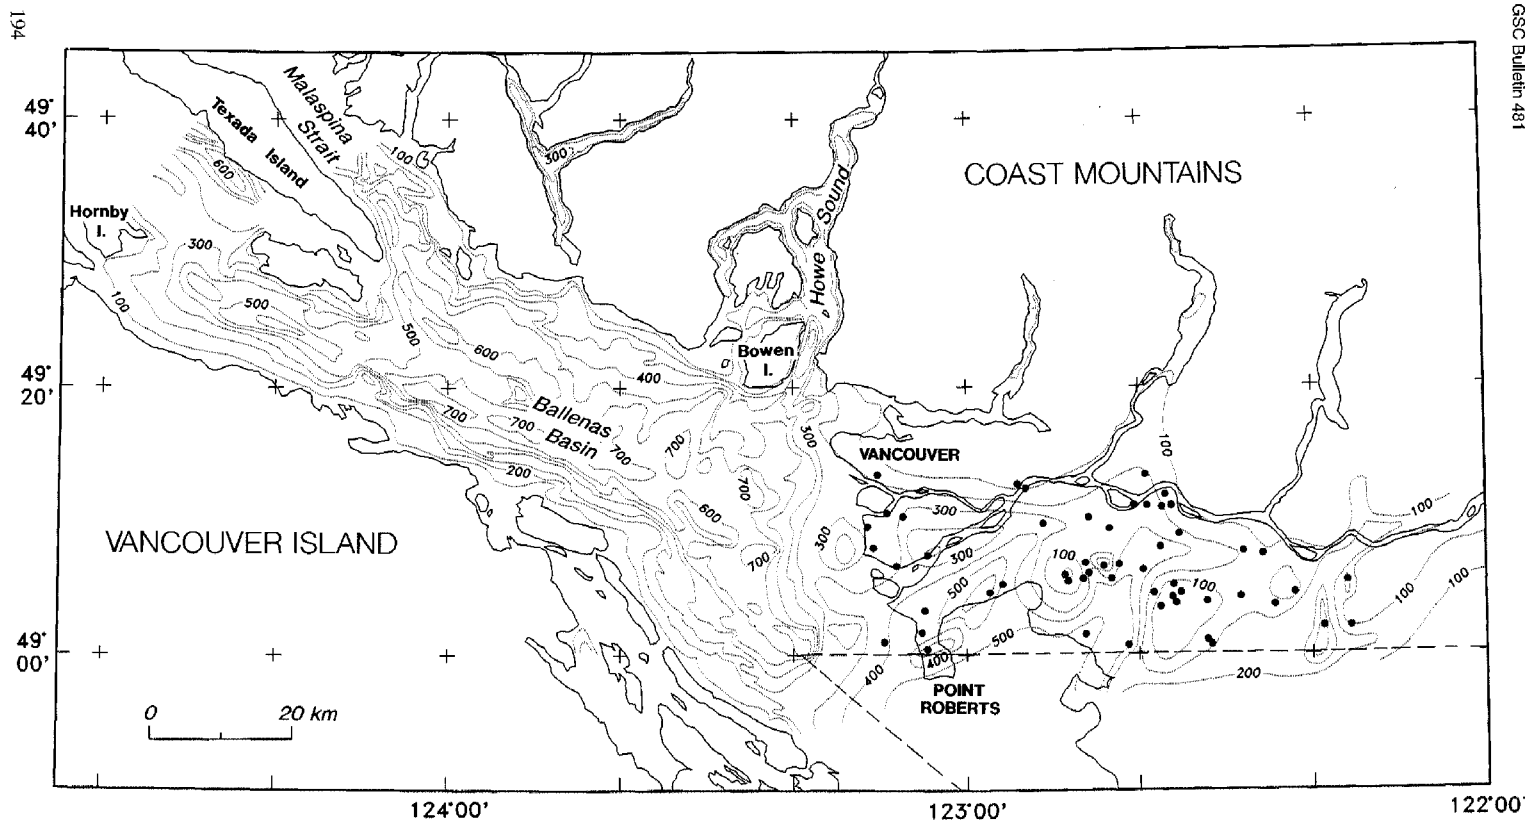 194
GSC Bulletin 481
49°
40'
49°
20'
49°
00'
Malaspina
Strait
Texada
Island
Hornby
I.
Howe Sound
COAST MOUNTAINS
Bowen
I.
Ballenas
Basin
VANCOUVER
VANCOUVER ISLAND
POINT
ROBERTS
600
100
300
300
100
500
500
600
400
700
700
700
700
300
200
700
600
700
300
300
300
500
100
100
100
100
100
100
500
400
400
200
0 20 km
124°00'
123°00'
122°00'